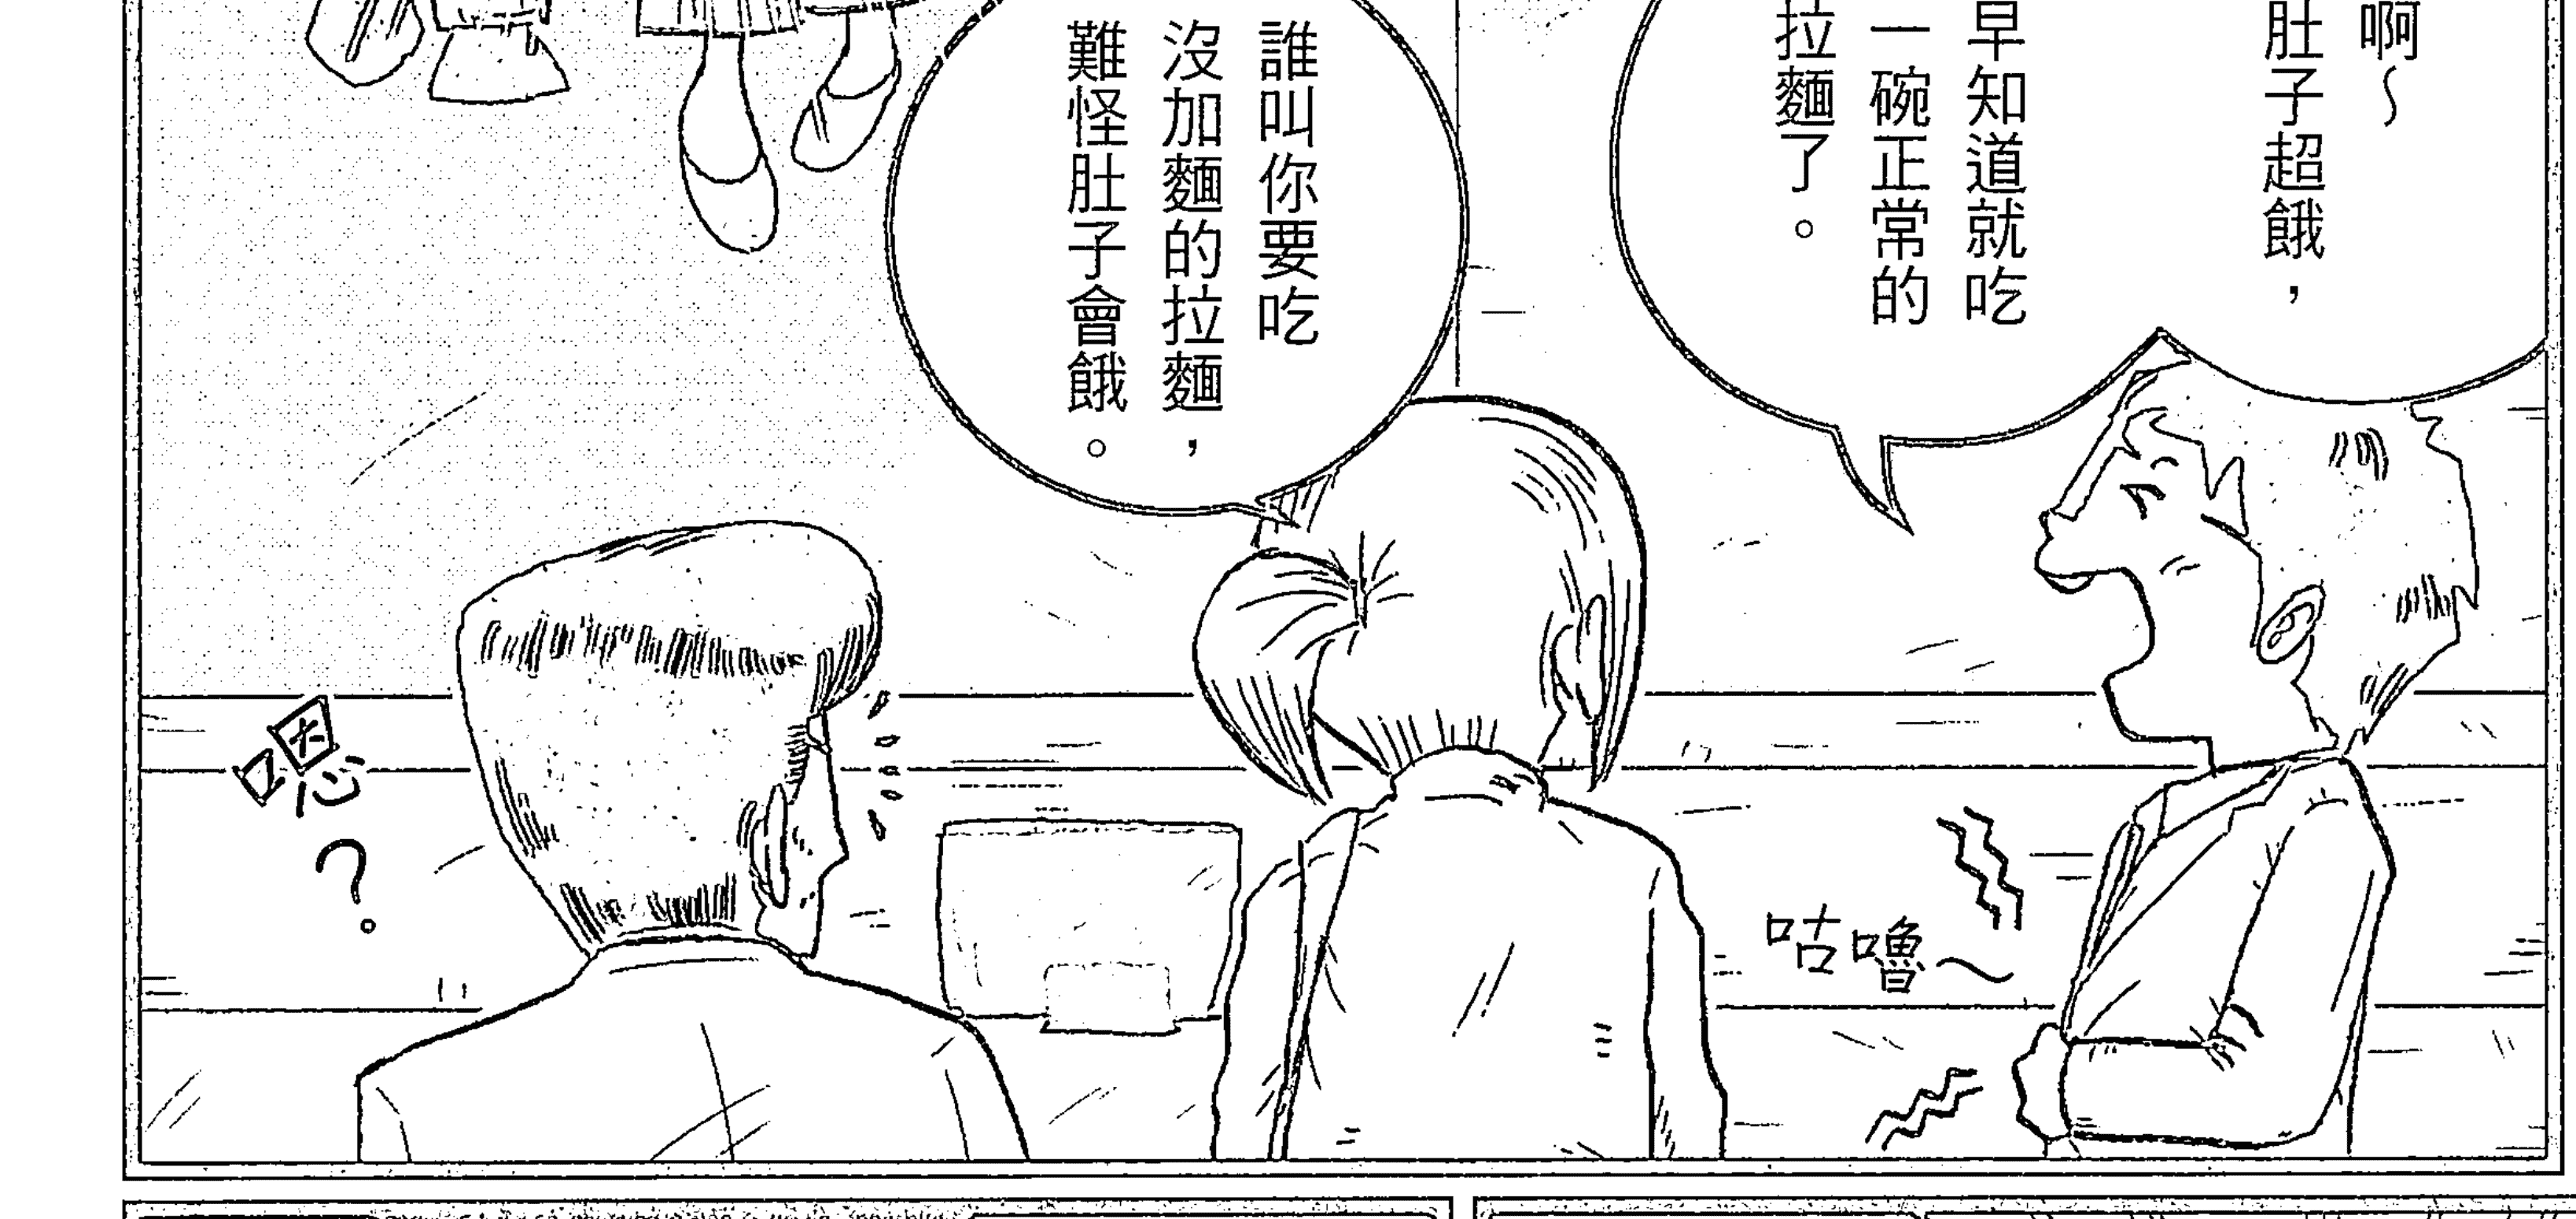 啊～
肚子超餓，
早知道就吃
一碗正常的
拉麵了。
誰叫你要吃
沒加麵的拉麵，
難怪肚子會餓。
咕嚕～
嗯？